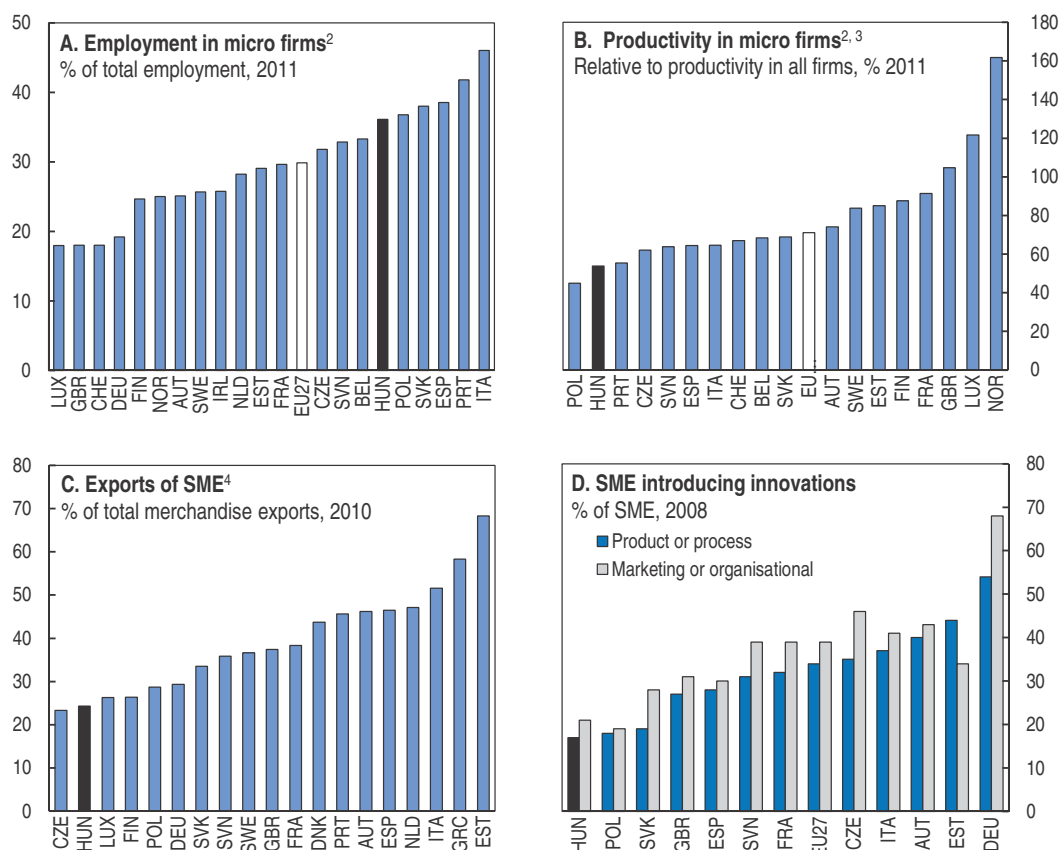 A. Employment in micro firms²
% of total employment, 2011
50
40
30
20
10
0
LUX
GBR
CHE
DEU
FIN
NOR
AUT
SWE
IRL
NLD
EST
FRA
EU27
CZE
SVN
BEL
HUN
POL
SVK
ESP
PRT
ITA
B. Productivity in micro firms²,³
Relative to productivity in all firms, % 2011
180
160
140
120
100
80
60
40
20
0
POL
HUN
PRT
CZE
SVN
ESP
ITA
CHE
BEL
SVK
EU
AUT
SWE
EST
FIN
FRA
GBR
LUX
NOR
C. Exports of SME⁴
% of total merchandise exports, 2010
80
70
60
50
40
30
20
10
0
CZE
HUN
LUX
FIN
POL
DEU
SVK
SVN
SWE
GBR
FRA
DNK
PRT
AUT
ESP
NLD
ITA
GRC
EST
D. SME introducing innovations
% of SME, 2008
Product or process
Marketing or organisational
80
70
60
50
40
30
20
10
0
HUN
POL
SVK
GBR
ESP
SVN
FRA
EU27
CZE
ITA
AUT
EST
DEU